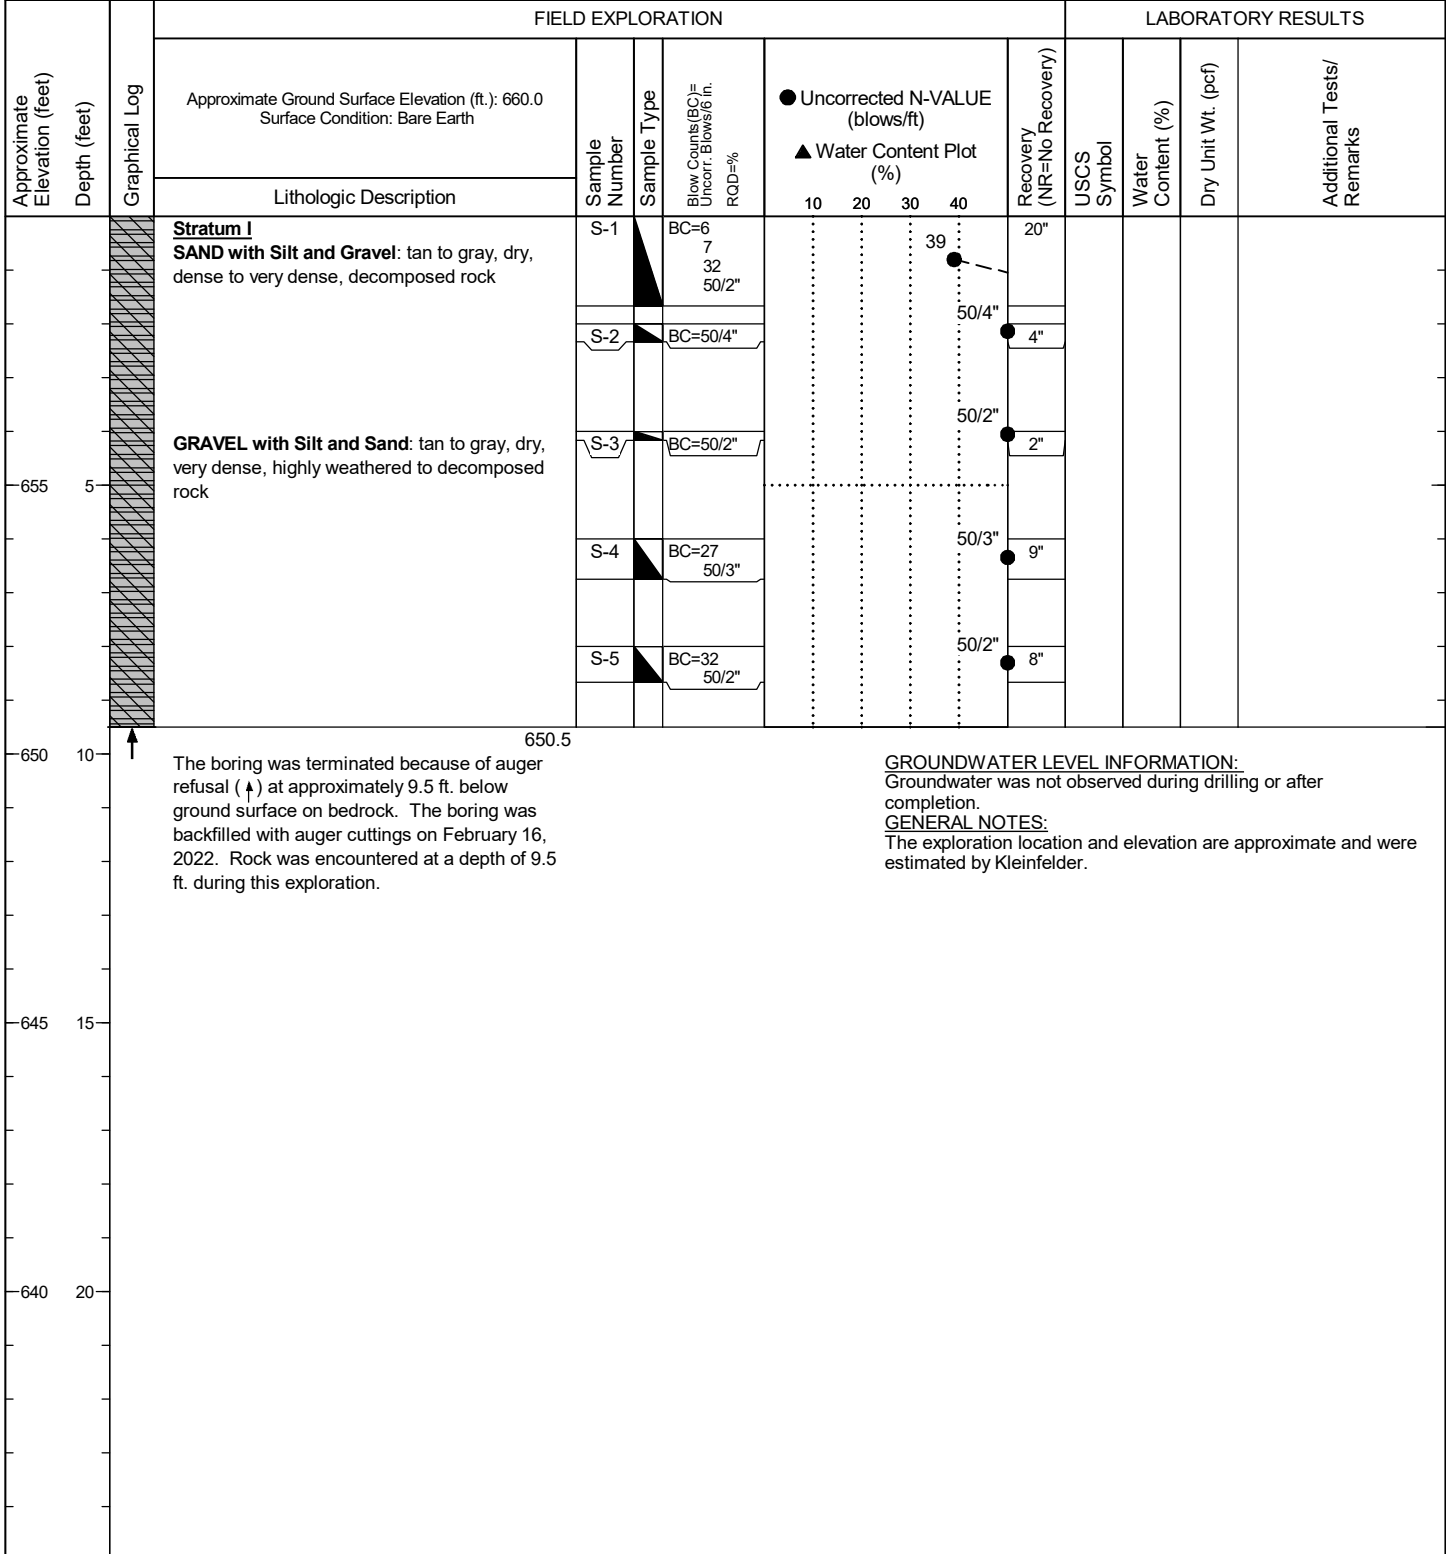 FIELD EXPLORATION
LABORATORY RESULTS
Approximate
Elevation (feet)
Depth (feet)
Graphical Log
Approximate Ground Surface Elevation (ft.): 660.0
Surface Condition: Bare Earth
Lithologic Description
Sample
Number
Sample Type
Blow Counts(BC)=
Uncorr. Blows/6 in.
RQD=%
Uncorrected N-VALUE
(blows/ft)
Water Content Plot
(%)
10 20 30 40
Recovery
(NR=No Recovery)
USCS
Symbol
Water
Content (%)
Dry Unit Wt. (pcf)
Additional Tests/
Remarks
Stratum I
SAND with Silt and Gravel: tan to gray, dry,
dense to very dense, decomposed rock
S-1
BC=6
7
32
50/2"
39
20"
50/4"
S-2
BC=50/4"
4"
50/2"
GRAVEL with Silt and Sand: tan to gray, dry,
very dense, highly weathered to decomposed
rock
S-3
BC=50/2"
2"
655 5
50/3"
S-4
BC=27
50/3"
9"
50/2"
S-5
BC=32
50/2"
8"
650.5
650 10
The boring was terminated because of auger
refusal ( ) at approximately 9.5 ft. below
ground surface on bedrock. The boring was
backfilled with auger cuttings on February 16,
2022. Rock was encountered at a depth of 9.5
ft. during this exploration.
GROUNDWATER LEVEL INFORMATION:
Groundwater was not observed during drilling or after
completion.
GENERAL NOTES:
The exploration location and elevation are approximate and were
estimated by Kleinfelder.
645 15
640 20